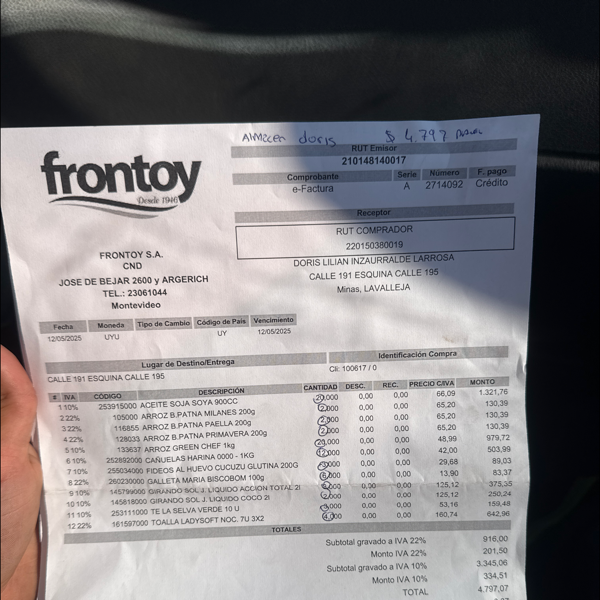 Almacen doris $ 4.797
frontoy
Desde 1946
RUT Emisor
210148140017
Comprobante Serie Número F. pago
e-Factura A 2714092 Crédito
Receptor
RUT COMPRADOR
220150380019
DORIS LILIAN INZAURRALDE LARROSA
CALLE 191 ESQUINA CALLE 195
Minas, LAVALLEJA
FRONTOY S.A.
CND
JOSE DE BEJAR 2600 y ARGERICH
TEL.: 23061044
Montevideo
Fecha Moneda Tipo de Cambio Código de Pais Vencimiento
12/05/2025 UYU UY 12/05/2025
Lugar de Destino/Entrega Identificación Compra
CALLE 191 ESQUINA CALLE 195 Cli: 100617 / 0
# IVA CÓDIGO DESCRIPCIÓN CANTIDAD DESC. REC. PRECIO C/IVA MONTO
1 10% 253915000 ACEITE SOJA SOYA 900CC 20,000 0,00 0,00 66,09 1.321,76
2 22% 105000 ARROZ B.PATNA MILANES 200g 2,000 0,00 0,00 65,20 130,39
3 22% 116855 ARROZ B.PATNA PAELLA 200g 2,000 0,00 0,00 65,20 130,39
4 22% 128033 ARROZ B.PATNA PRIMAVERA 200g 2,000 0,00 0,00 65,20 130,39
5 10% 133637 ARROZ GREEN CHEF 1kg 20,000 0,00 0,00 48,99 979,72
6 10% 252892000 CAÑUELAS HARINA 0000 - 1KG 12,000 0,00 0,00 42,00 503,99
7 10% 255034000 FIDEOS AL HUEVO CUCUZU GLUTINA 200G 3,000 0,00 0,00 29,68 89,03
8 22% 260230000 GALLETA MARIA BISCOBOM 100g 6,000 0,00 0,00 13,90 83,37
9 10% 145799000 GIRANDO SOL J. LIQUIDO ACCION TOTAL 2l 3,000 0,00 0,00 125,12 375,35
10 10% 145818000 GIRANDO SOL J. LIQUIDO COCO 2l 2,000 0,00 0,00 125,12 250,24
11 10% 253111000 TE LA SELVA VERDE 10 U 3,000 0,00 0,00 53,16 159,48
12 22% 161597000 TOALLA LADYSOFT NOC. 7U 3X2 4,000 0,00 0,00 160,74 642,96
TOTALES
Subtotal gravado a IVA 22% 916,00
Monto IVA 22% 201,50
Subtotal gravado a IVA 10% 3.345,06
Monto IVA 10% 334,51
TOTAL 4.797,07